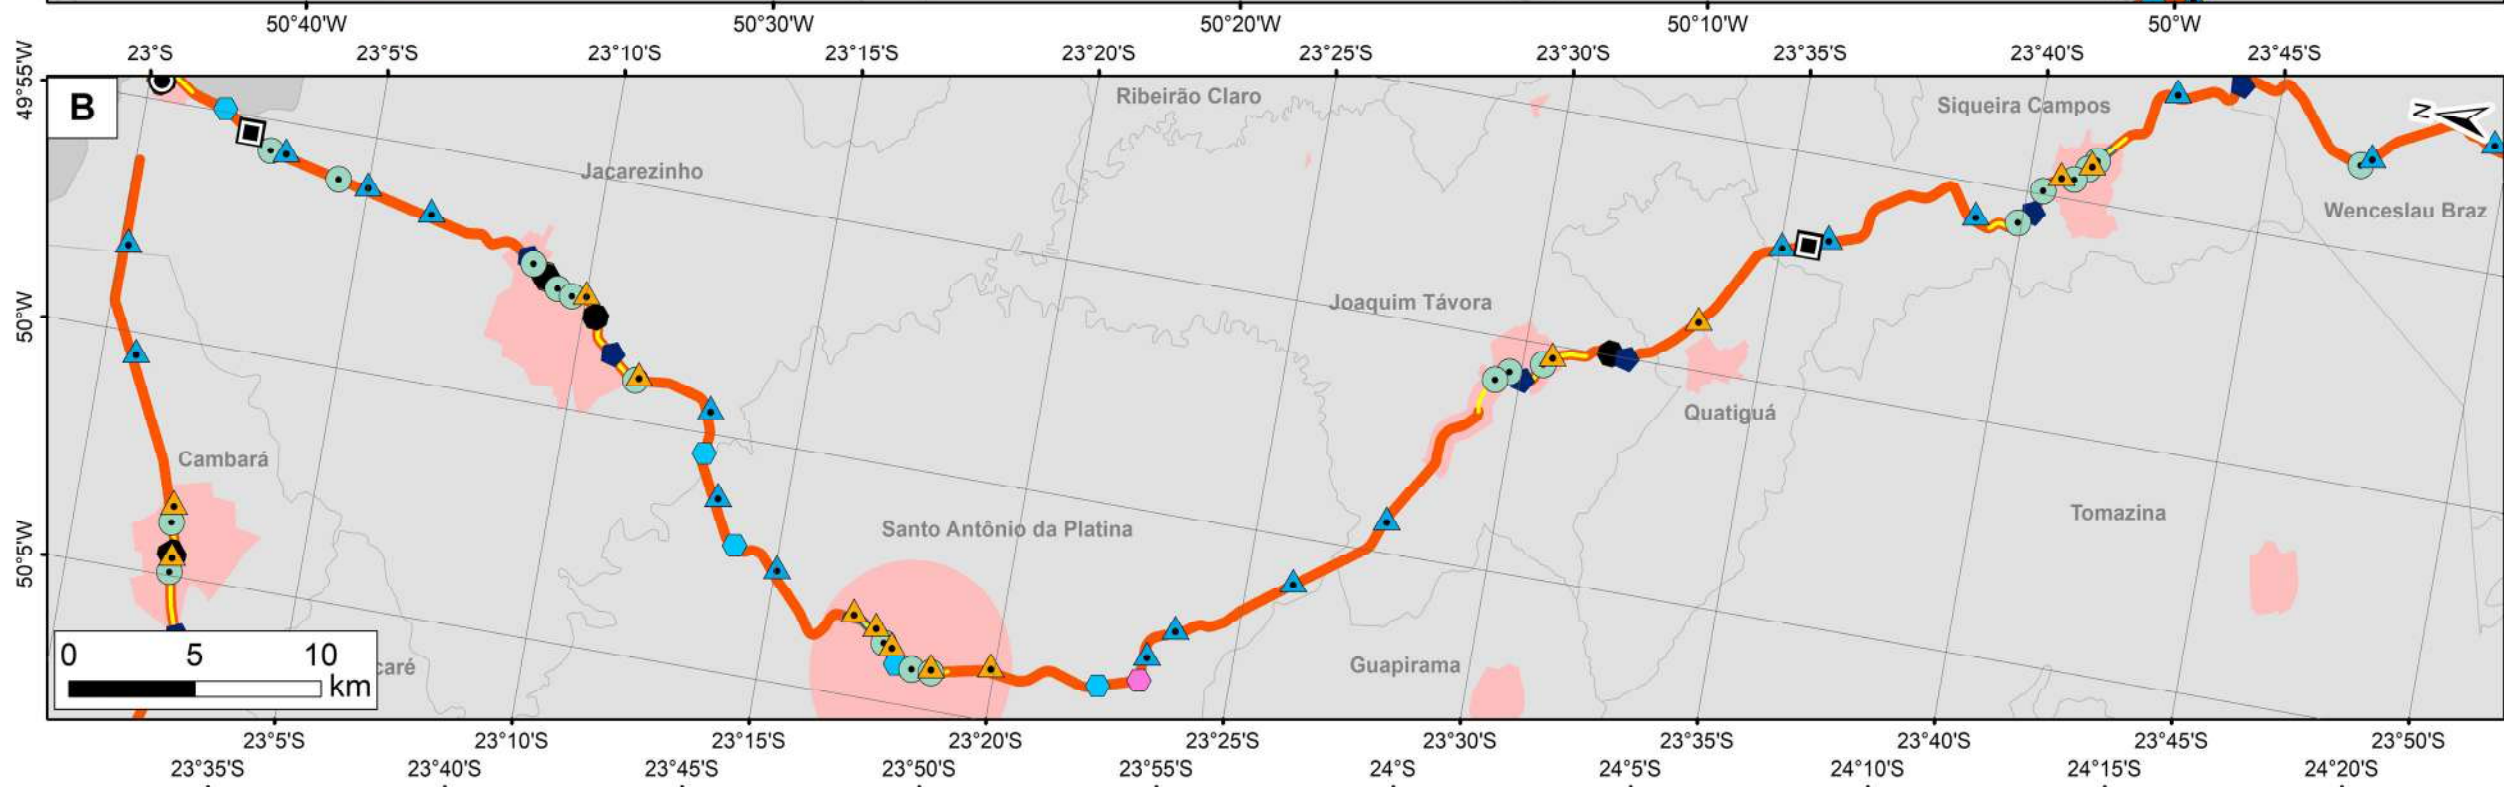 50°40'W 50°30'W 50°20'W 50°10'W 50°W
23°S 23°5'S 23°10'S 23°15'S 23°20'S 23°25'S 23°30'S 23°35'S 23°40'S 23°45'S
49°55'W
B
Ribeirão Claro
Siqueira Campos
N
Jacarezinho
Wenceslau Braz
50°W
Joaquim Távora
Quatiguá
Cambará
Santo Antônio da Platina
Tomazina
50°5'W
0 5 10
km
caré
Guapirama
23°5'S 23°10'S 23°15'S 23°20'S 23°25'S 23°30'S 23°35'S 23°40'S 23°45'S 23°50'S
23°35'S 23°40'S 23°45'S 23°50'S 23°55'S 24°S 24°5'S 24°10'S 24°15'S 24°20'S